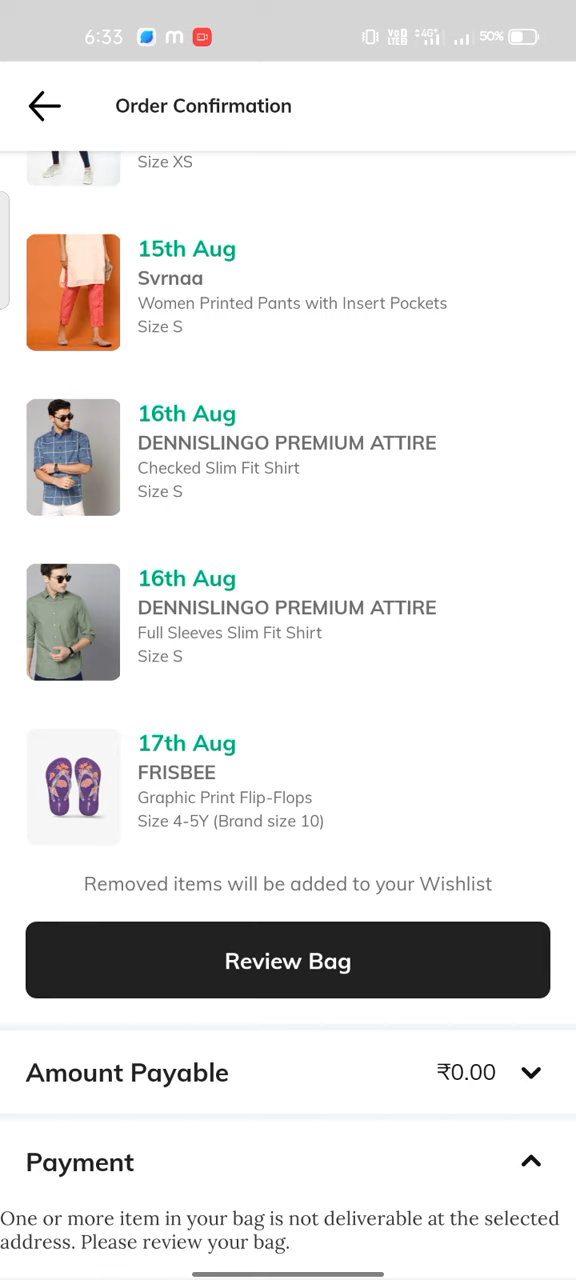 6:33
VoD
LTE R
4G+
50%
Order Confirmation
Size XS
15th Aug
Svrnaa
Women Printed Pants with Insert Pockets
Size S
16th Aug
DENNISLINGO PREMIUM ATTIRE
Checked Slim Fit Shirt
Size S
16th Aug
DENNISLINGO PREMIUM ATTIRE
Full Sleeves Slim Fit Shirt
Size S
17th Aug
FRISBEE
Graphic Print Flip-Flops
Size 4-5Y (Brand size 10)
Removed items will be added to your Wishlist
Review Bag
Amount Payable ₹0.00
Payment
One or more item in your bag is not deliverable at the selected
address. Please review your bag.